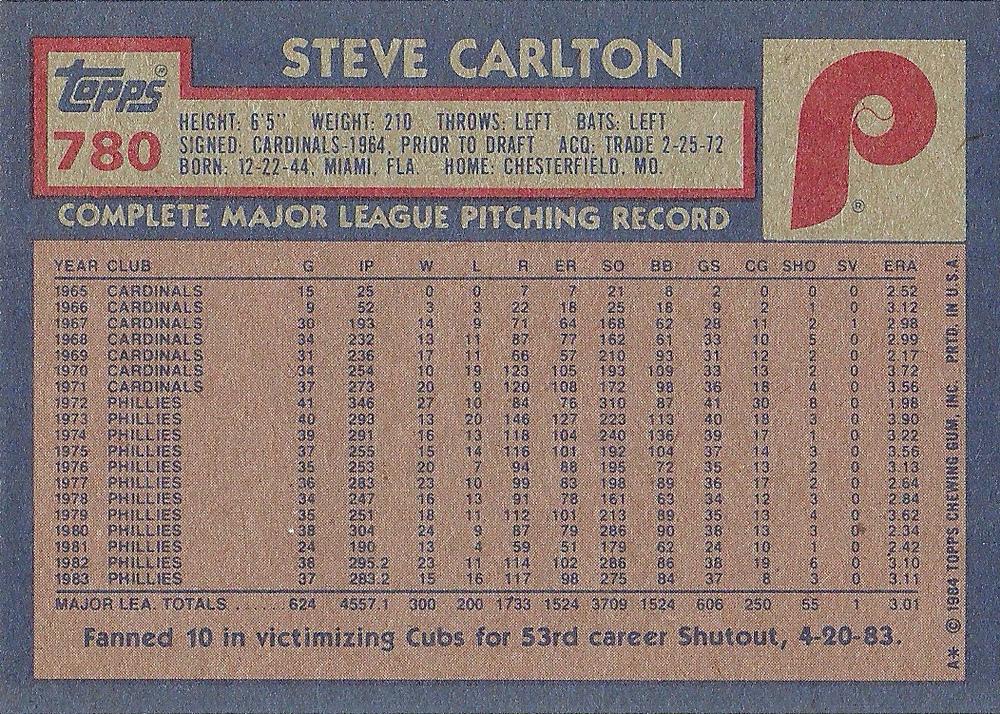 STEVE CARLTON
Topps®
780
HEIGHT: 6'5" WEIGHT: 210 THROWS: LEFT BATS: LEFT
SIGNED: CARDINALS-1964, PRIOR TO DRAFT ACQ: TRADE 2-25-72
BORN: 12-22-44, MIAMI, FLA. HOME: CHESTERFIELD, MO.
P ®
COMPLETE MAJOR LEAGUE PITCHING RECORD
YEAR CLUB G IP W L R ER SO BB GS CG SHO SV ERA
1965 CARDINALS 15 25 0 0 7 7 21 8 2 0 0 0 2.52
1966 CARDINALS 9 52 3 3 22 18 25 18 9 2 1 0 3.12
1967 CARDINALS 30 193 14 9 71 64 168 62 28 11 2 1 2.98
1968 CARDINALS 34 232 13 11 87 77 162 61 33 10 5 0 2.99
1969 CARDINALS 31 236 17 11 66 57 210 93 31 12 2 0 2.17
1970 CARDINALS 34 254 10 19 123 105 193 109 33 13 2 0 3.72
1971 CARDINALS 37 273 20 9 120 108 172 98 36 18 4 0 3.56
1972 PHILLIES 41 346 27 10 84 76 310 87 41 30 8 0 1.98
1973 PHILLIES 40 293 13 20 146 127 223 113 40 18 3 0 3.90
1974 PHILLIES 39 291 16 13 118 104 240 136 39 17 1 0 3.22
1975 PHILLIES 37 255 15 14 116 101 192 104 37 14 3 0 3.56
1976 PHILLIES 35 253 20 7 94 88 195 72 35 13 2 0 3.13
1977 PHILLIES 36 283 23 10 99 83 198 89 36 17 2 0 2.64
1978 PHILLIES 34 247 16 13 91 78 161 63 34 12 3 0 2.84
1979 PHILLIES 35 251 18 11 112 101 213 89 35 13 4 0 3.62
1980 PHILLIES 38 304 24 9 87 79 286 90 38 13 3 0 2.34
1981 PHILLIES 24 190 13 4 59 51 179 62 24 10 1 0 2.42
1982 PHILLIES 38 295.2 23 11 114 102 286 86 38 19 6 0 3.10
1983 PHILLIES 37 283.2 15 16 117 98 275 84 37 8 3 0 3.11
MAJOR LEA. TOTALS ..... 624 4557.1 300 200 1733 1524 3709 1524 606 250 55 1 3.01
Fanned 10 in victimizing Cubs for 53rd career Shutout, 4-20-83.
A* © 1984 TOPPS CHEWING GUM, INC. PRTD. IN U.S.A.